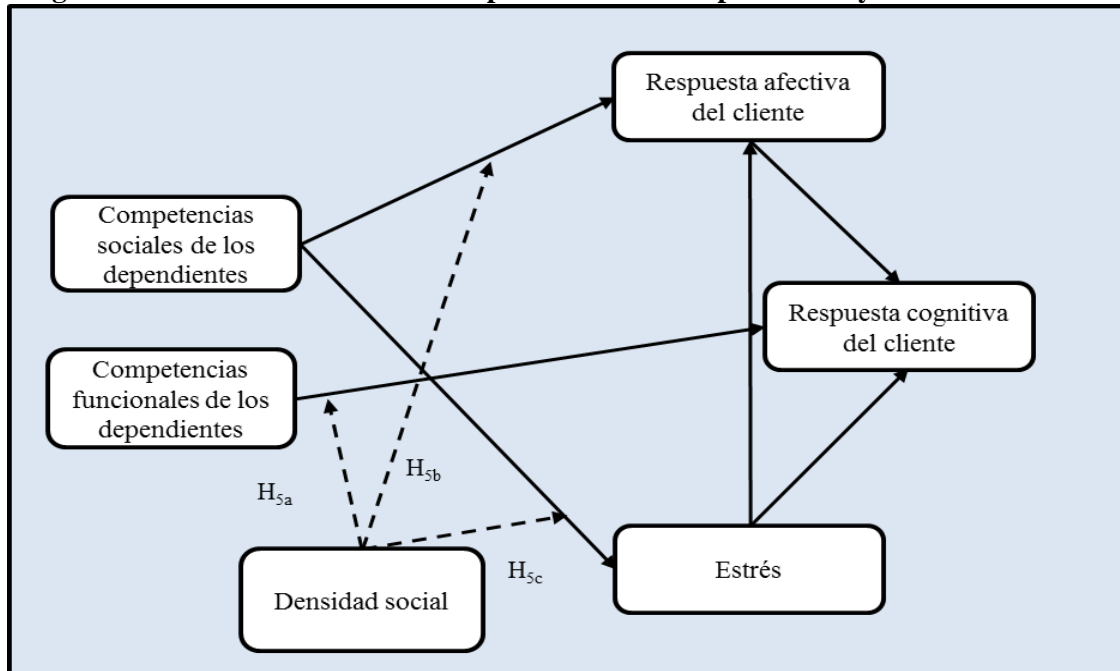 Respuesta afectiva
del cliente
Competencias
sociales de los
dependientes
Respuesta cognitiva
del cliente
Competencias
funcionales de los
dependientes
H5b
H5a
H5c
Estrés
Densidad social